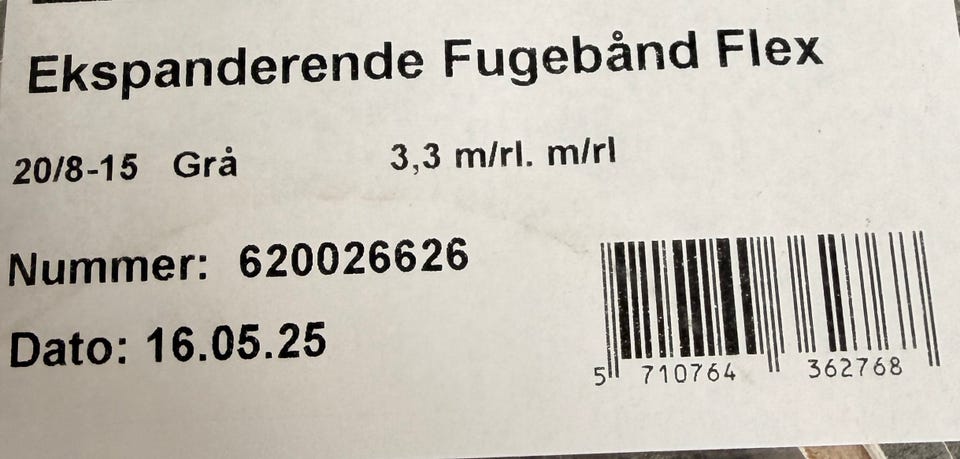 Ekspanderende Fugebånd Flex
20/8-15 Grå 3,3 m/rl. m/rl
Nummer: 620026626
Dato: 16.05.25
5 710764 362768